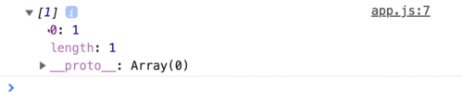 ▼ [1] i app.js:7
0: 1
length: 1
▶ __proto__: Array(0)
>